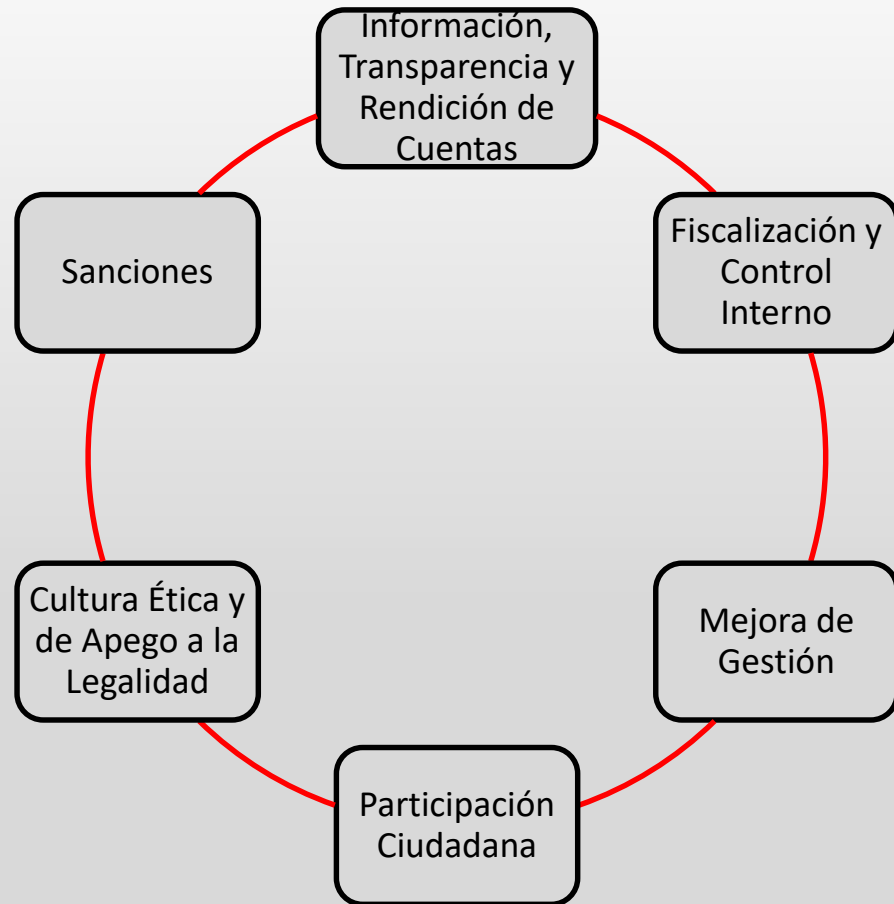 Información,
Transparencia y
Rendición de
Cuentas
Fiscalización y
Control
Interno
Mejora de
Gestión
Participación
Ciudadana
Cultura Ética y
de Apego a la
Legalidad
Sanciones